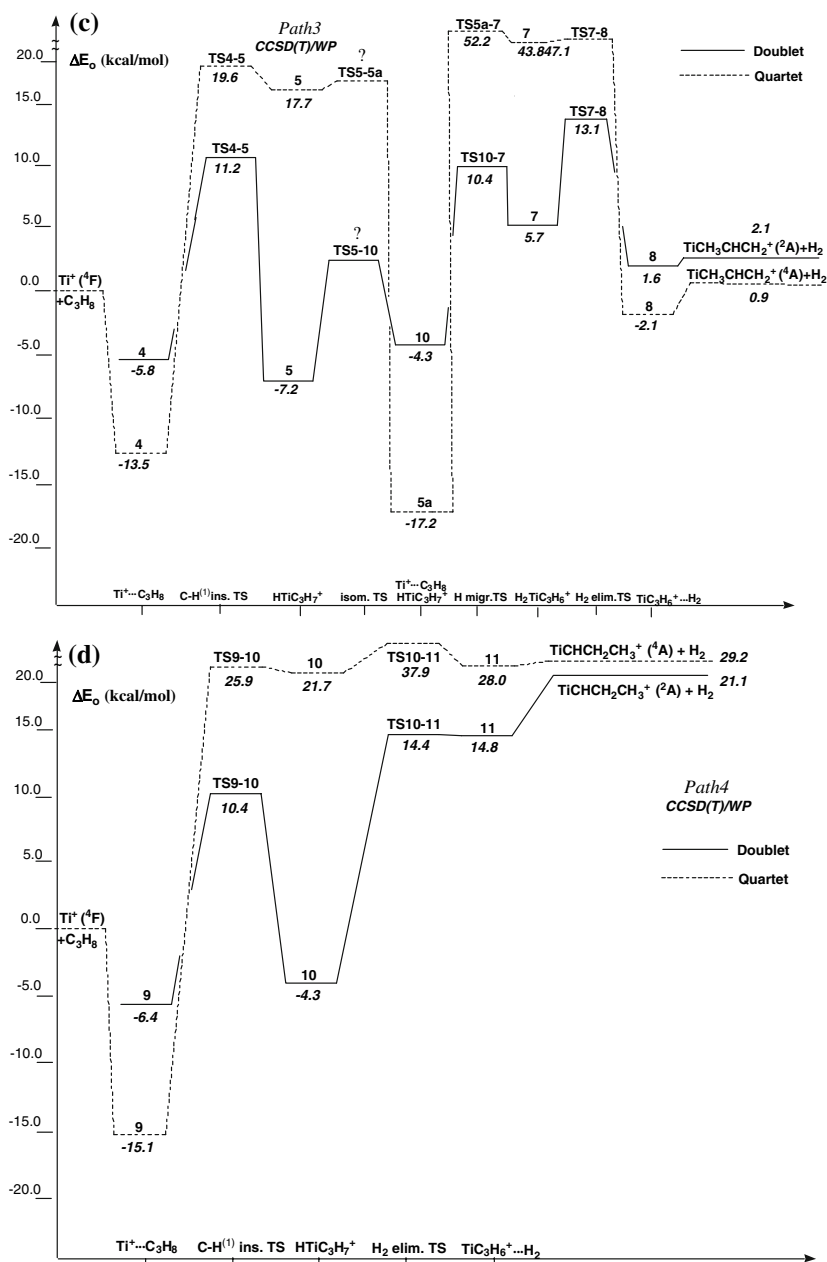 (c)
Path3
CCSD(T)/WP
ΔE₀ (kcal/mol)
Doublet
Quartet
20.0
15.0
10.0
5.0
0.0
-5.0
-10.0
-15.0
-20.0
Ti⁺ (⁴F)
+C₃H₈
4
-5.8
4
-13.5
TS4-5
19.6
TS4-5
11.2
5
17.7
5
-7.2
?
TS5-5a
?
TS5-10
10
-4.3
5a
-17.2
TS5a-7
52.2
TS10-7
10.4
7
43.8
7
5.7
TS7-8
47.1
TS7-8
13.1
8
1.6
8
-2.1
2.1
TiCH₃CHCH₂⁺ (²A)+H₂
TiCH₃CHCH₂⁺ (⁴A)+H₂
0.9
Ti⁺···C₃H₈
C-H⁽¹⁾ ins. TS
HTiC₃H₇⁺
isom. TS
Ti⁺···C₃H₈
HTiC₃H₇⁺
H migr.TS
H₂TiC₃H₆⁺
H₂ elim.TS
TiC₃H₆⁺...H₂
(d)
ΔE₀ (kcal/mol)
Path4
CCSD(T)/WP
Doublet
Quartet
20.0
15.0
10.0
5.0
0.0
-5.0
-10.0
-15.0
-20.0
Ti⁺ (⁴F)
+C₃H₈
9
-6.4
9
-15.1
TS9-10
25.9
TS9-10
10.4
10
21.7
10
-4.3
TS10-11
37.9
TS10-11
14.4
11
28.0
11
14.8
TiCHCH₂CH₃⁺ (⁴A) + H₂
29.2
TiCHCH₂CH₃⁺ (²A) + H₂
21.1
Ti⁺···C₃H₈
C-H⁽¹⁾ ins. TS
HTiC₃H₇⁺
H₂ elim. TS
TiC₃H₆⁺...H₂